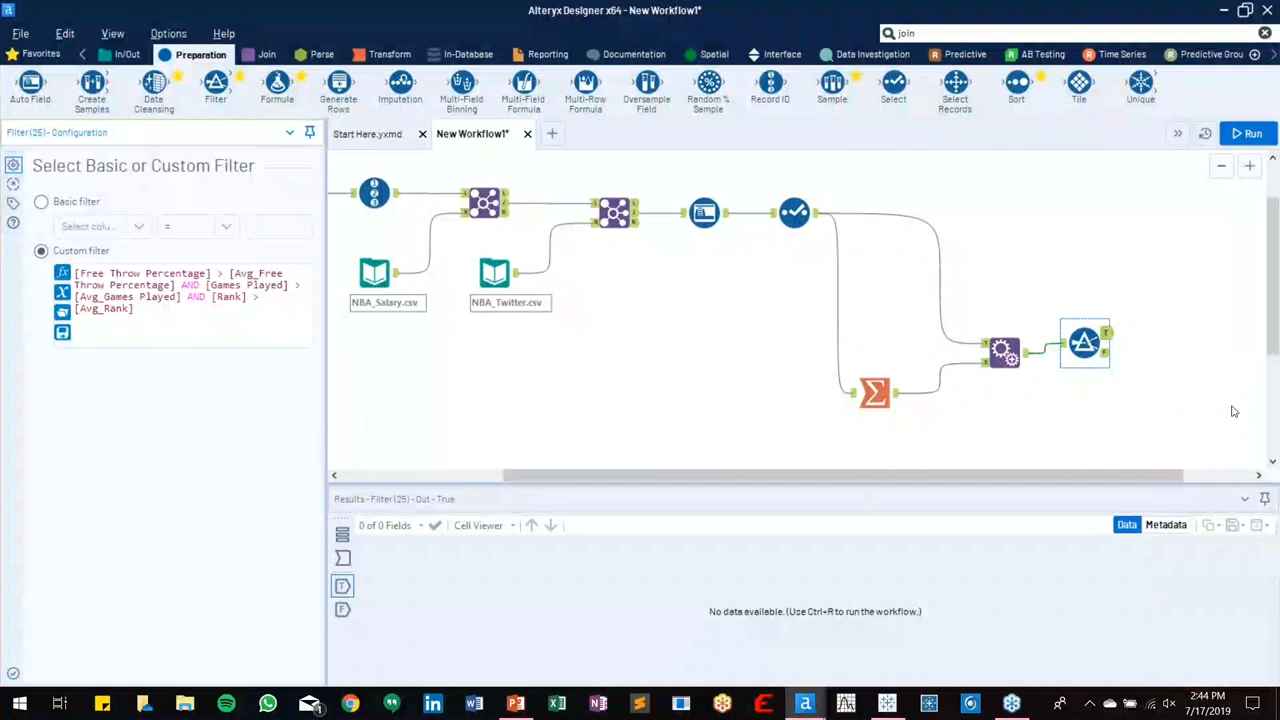 Alteryx Designer x64 - New Workflow1*
File Edit View Options Help
join
Favorites In/Out Preparation Join Parse Transform In-Database Reporting Documentation Spatial Interface Data Investigation Predictive AB Testing Time Series Predictive Grou
Auto Field
Create Samples
Data Cleansing
Filter
Formula
Generate Rows
Imputation
Multi-Field Binning
Multi-Field Formula
Multi-Row Formula
Oversample Field
Random % Sample
Record ID
Sample
Select
Select Records
Sort
Tile
Unique
Filter (25) - Configuration
Start Here.yxmd
New Workflow1*
Run
Select Basic or Custom Filter
Basic filter
Select colu...
=
Custom filter
[Free Throw Percentage] > [Avg_Free
Throw Percentage] AND [Games Played] >
[Avg_Games Played] AND [Rank] >
[Avg_Rank]
NBA_Salary.csv
NBA_Twitter.csv
Results - Filter (25) - Out - True
0 of 0 Fields Cell Viewer Data Metadata
No data available. (Use Ctrl+R to run the workflow.)
2:44 PM
7/17/2019